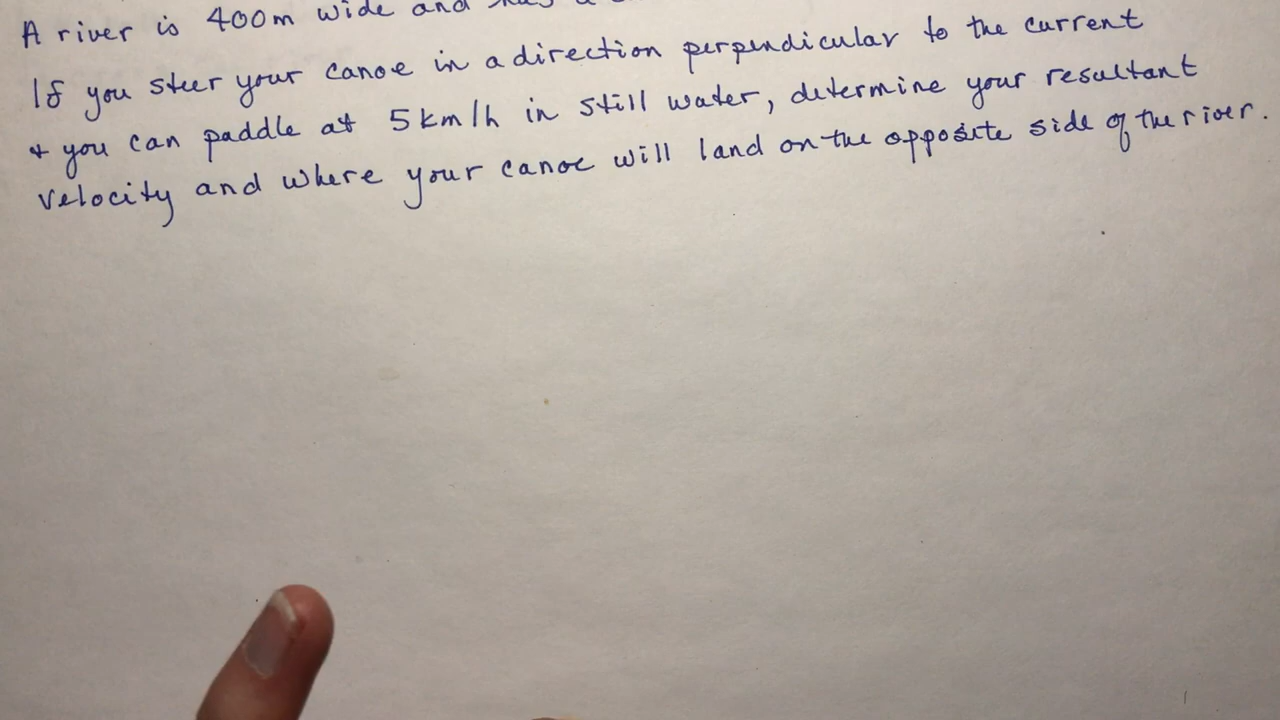 A river is 400m wide and
If you steer your canoe in a direction perpendicular to the current
+ you can paddle at 5km/h in still water, determine your resultant
velocity and where your canoe will land on the opposite side of the river.